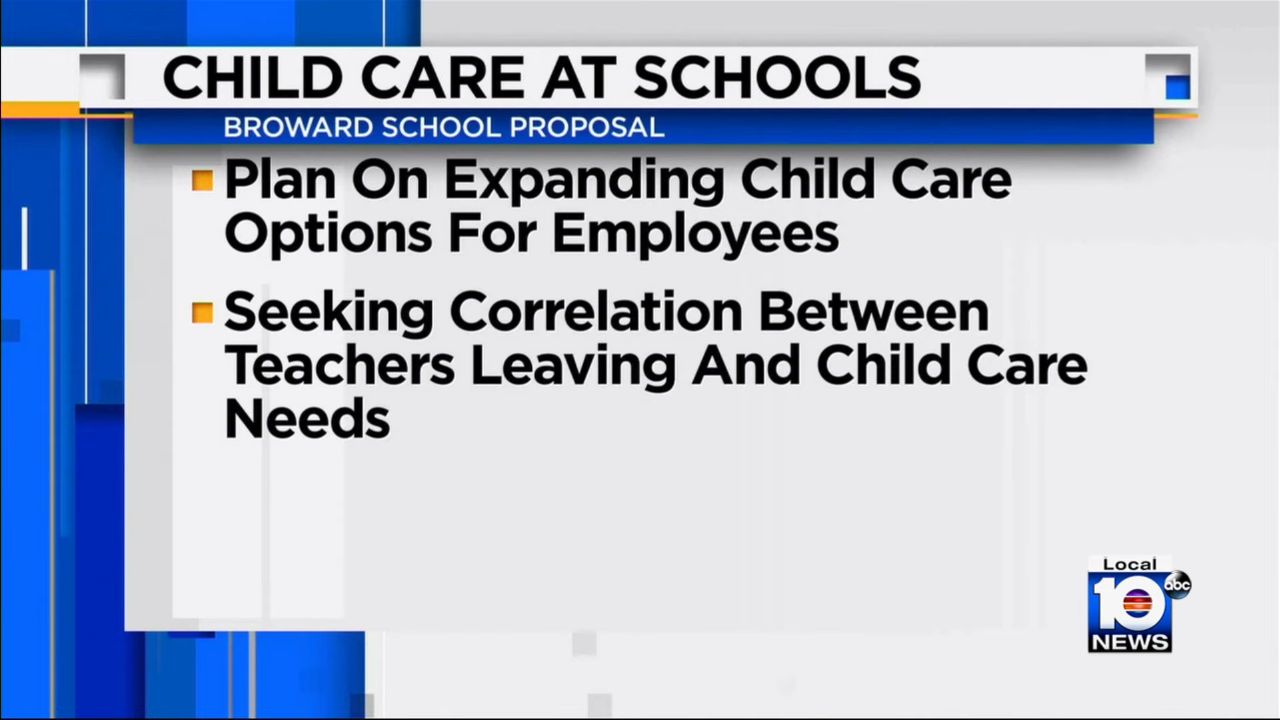 CHILD CARE AT SCHOOLS
BROWARD SCHOOL PROPOSAL
Plan On Expanding Child Care
Options For Employees
Seeking Correlation Between
Teachers Leaving And Child Care
Needs
Local
10
abc
NEWS